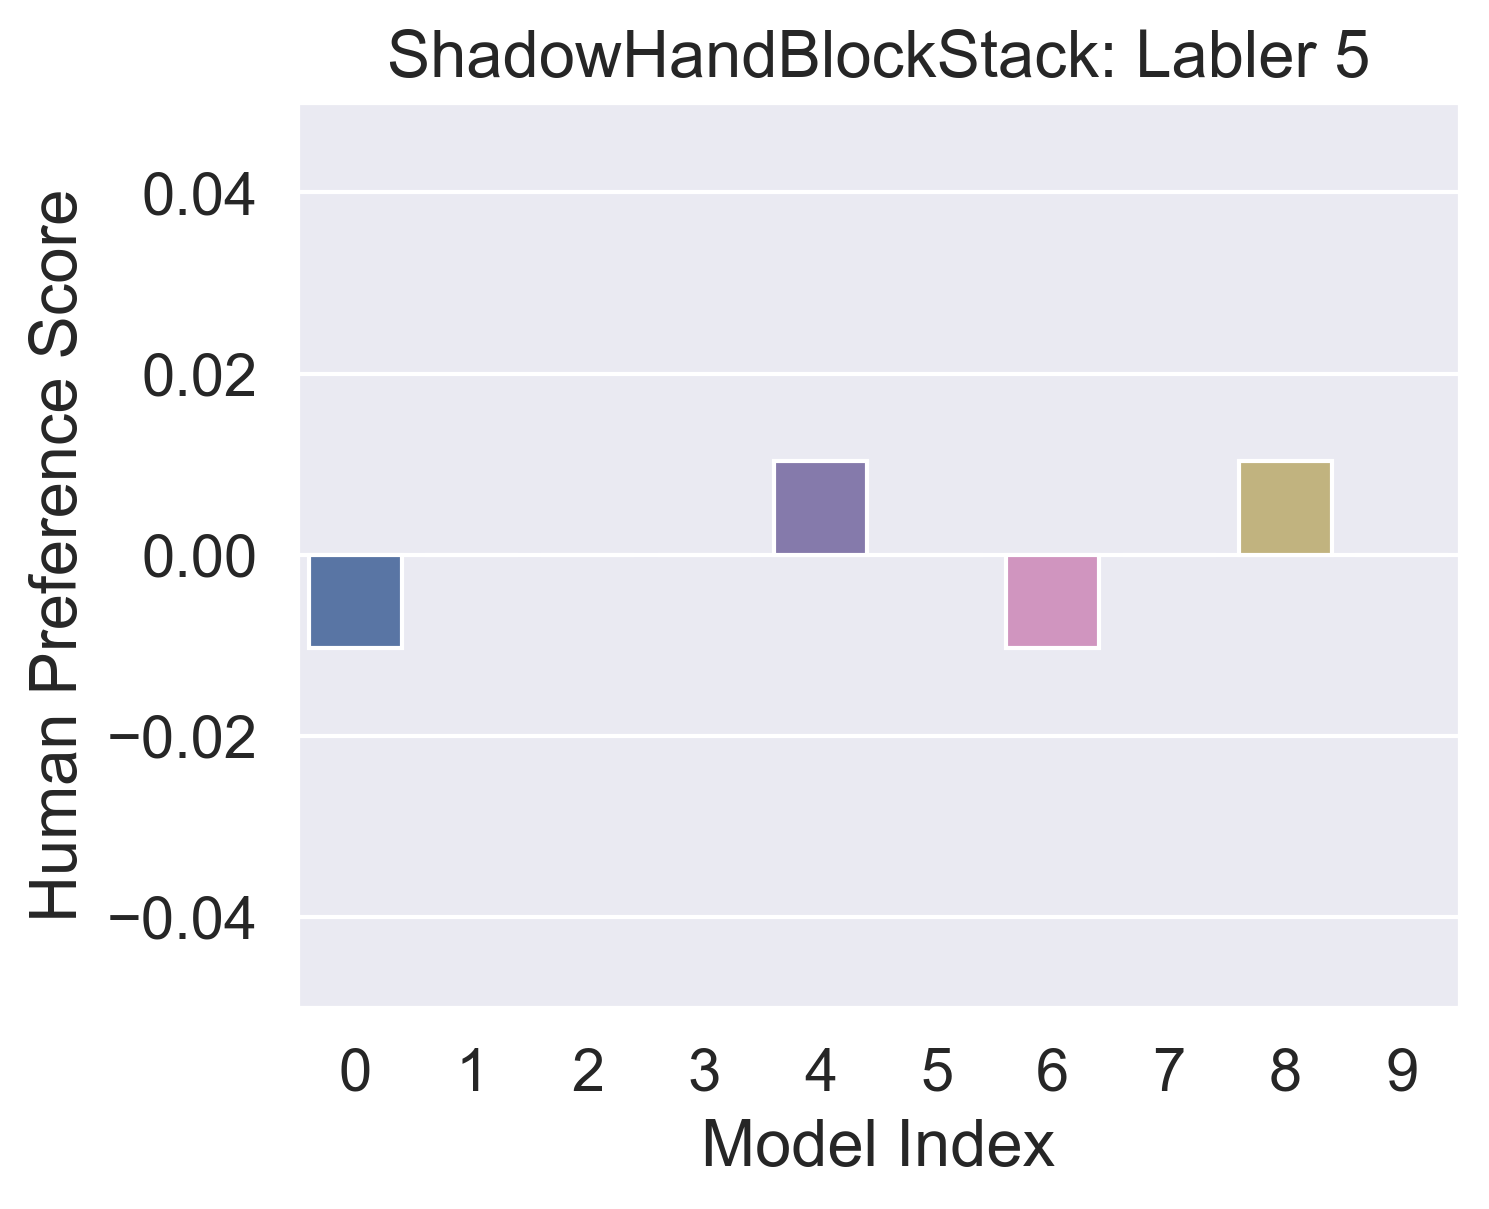 ShadowHandBlockStack: Labler 5
Human Preference Score
0.04
0.02
0.00
−0.02
−0.04
0 1 2 3 4 5 6 7 8 9
Model Index